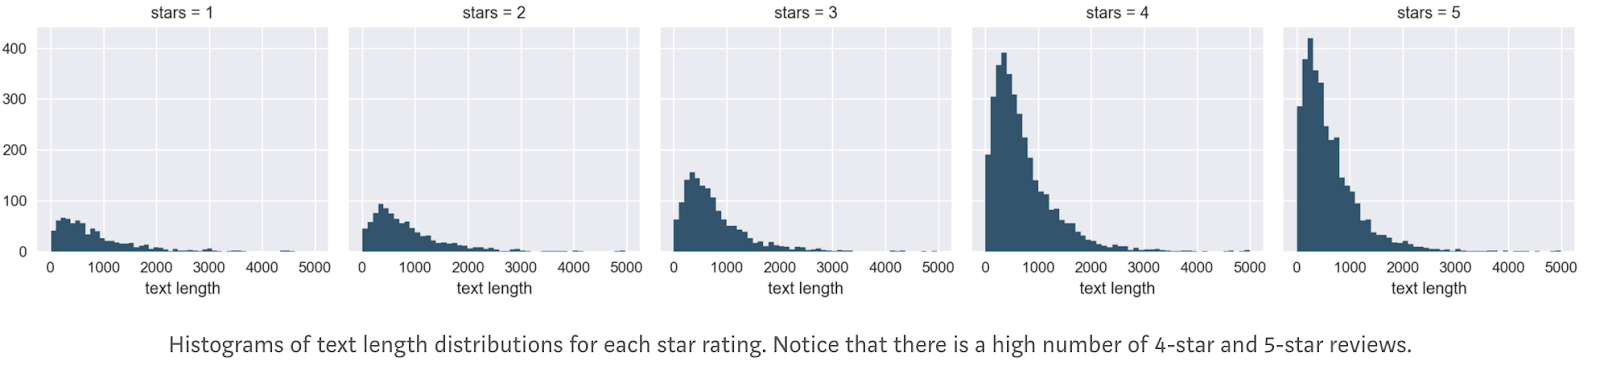 stars = 1 stars = 2 stars = 3 stars = 4 stars = 5
400
300
200
100
0
0 1000 2000 3000 4000 5000 0 1000 2000 3000 4000 5000 0 1000 2000 3000 4000 5000 0 1000 2000 3000 4000 5000 0 1000 2000 3000 4000 5000
text length text length text length text length text length
Histograms of text length distributions for each star rating. Notice that there is a high number of 4-star and 5-star reviews.